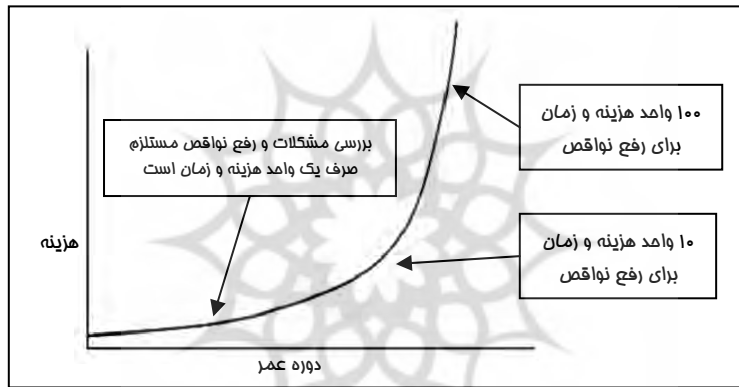 ۱۰۰ واحد هزینه و زمان
برای رفع نواقص
بررسی مشکلات و رفع نواقص مستلزم
صرف یک واحد هزینه و زمان است
۱۰ واحد هزینه و زمان
برای رفع نواقص
هزینه
دوره عمر